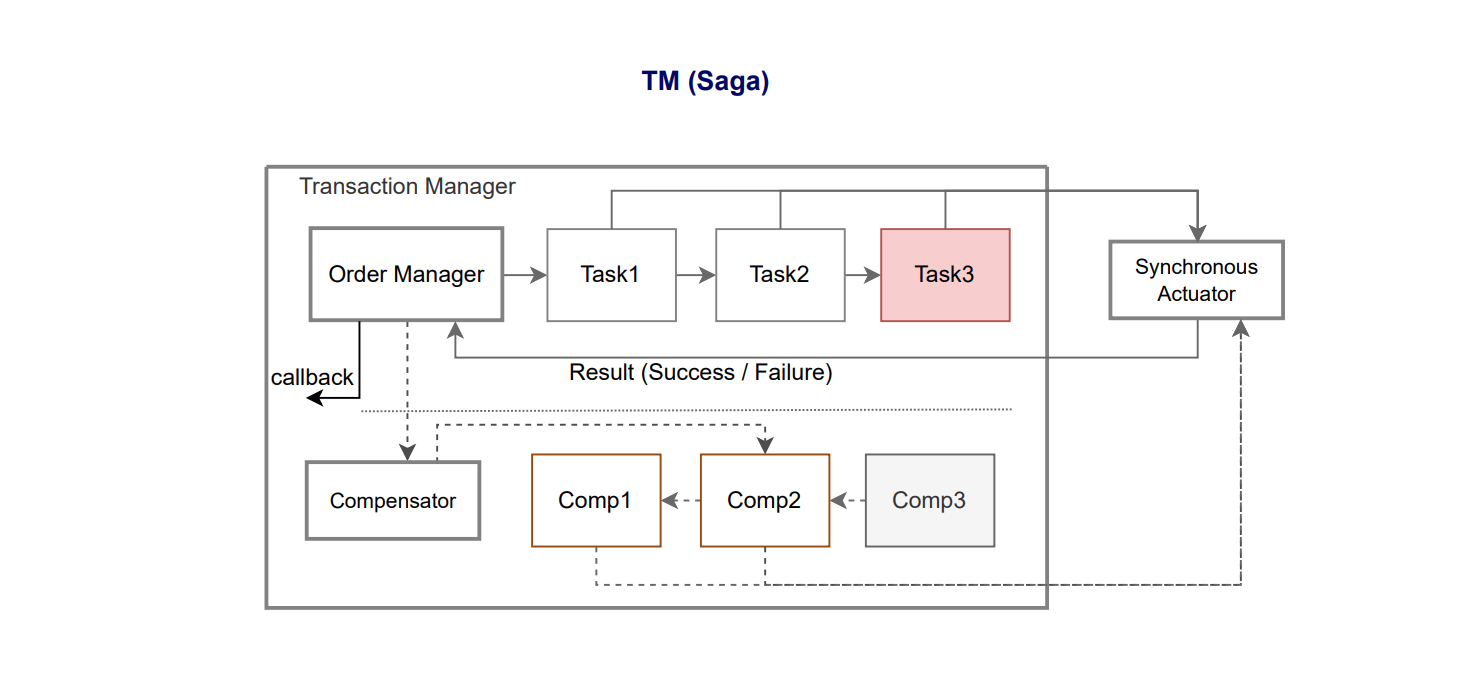 TM (Saga)
Transaction Manager
Order Manager
Task1
Task2
Task3
Synchronous
Actuator
callback
Result (Success / Failure)
Compensator
Comp1
Comp2
Comp3